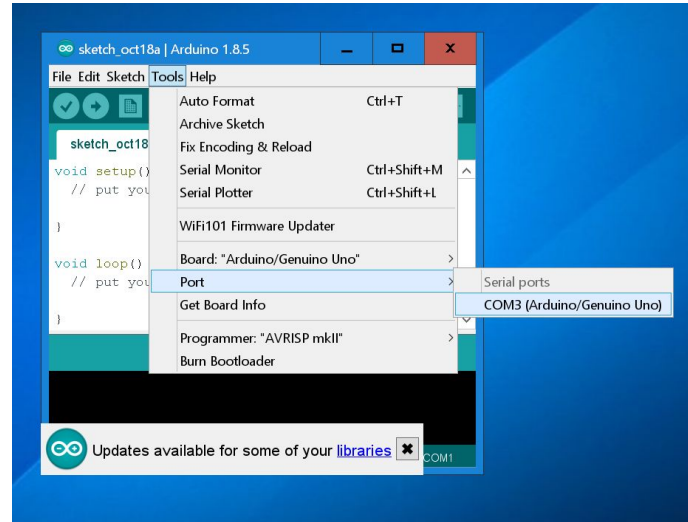 sketch_oct18a | Arduino 1.8.5
File Edit Sketch Tools Help
Auto Format Ctrl+T
Archive Sketch
sketch_oct18
Fix Encoding & Reload
void setup()
Serial Monitor Ctrl+Shift+M
// put you
Serial Plotter Ctrl+Shift+L
}
WiFi101 Firmware Updater
void loop()
Board: "Arduino/Genuino Uno"
// put you
Port
Serial ports
Get Board Info
COM3 (Arduino/Genuino Uno)
}
Programmer: "AVRISP mkII"
Burn Bootloader
Updates available for some of your libraries
COM1